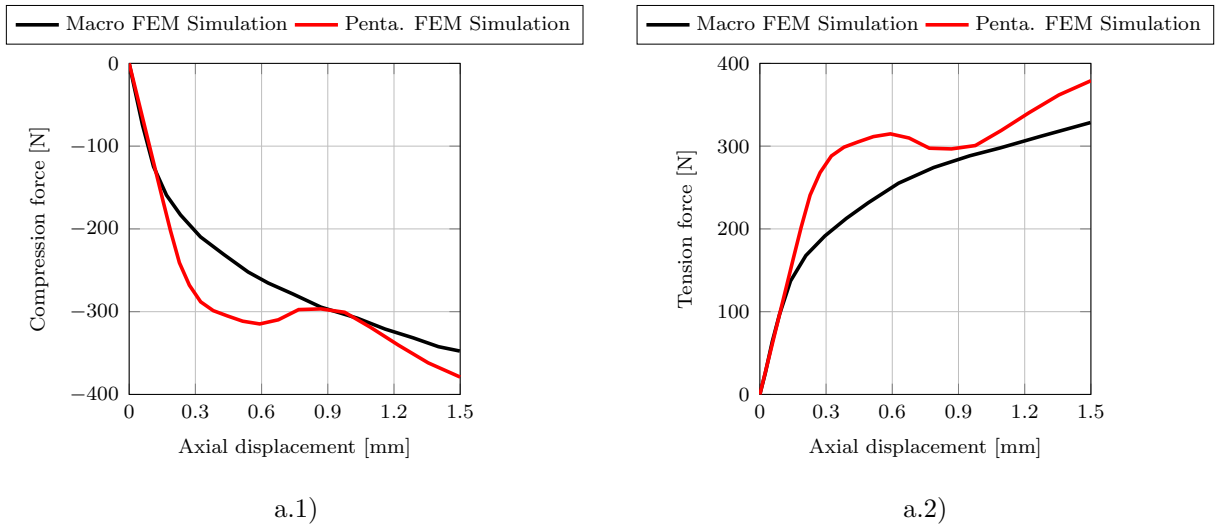 Macro FEM Simulation Penta. FEM Simulation
0
−100
−200
−300
−400
Compression force [N]
0 0.3 0.6 0.9 1.2 1.5
Axial displacement [mm]
a.1)
Macro FEM Simulation Penta. FEM Simulation
400
300
200
100
0
Tension force [N]
0 0.3 0.6 0.9 1.2 1.5
Axial displacement [mm]
a.2)